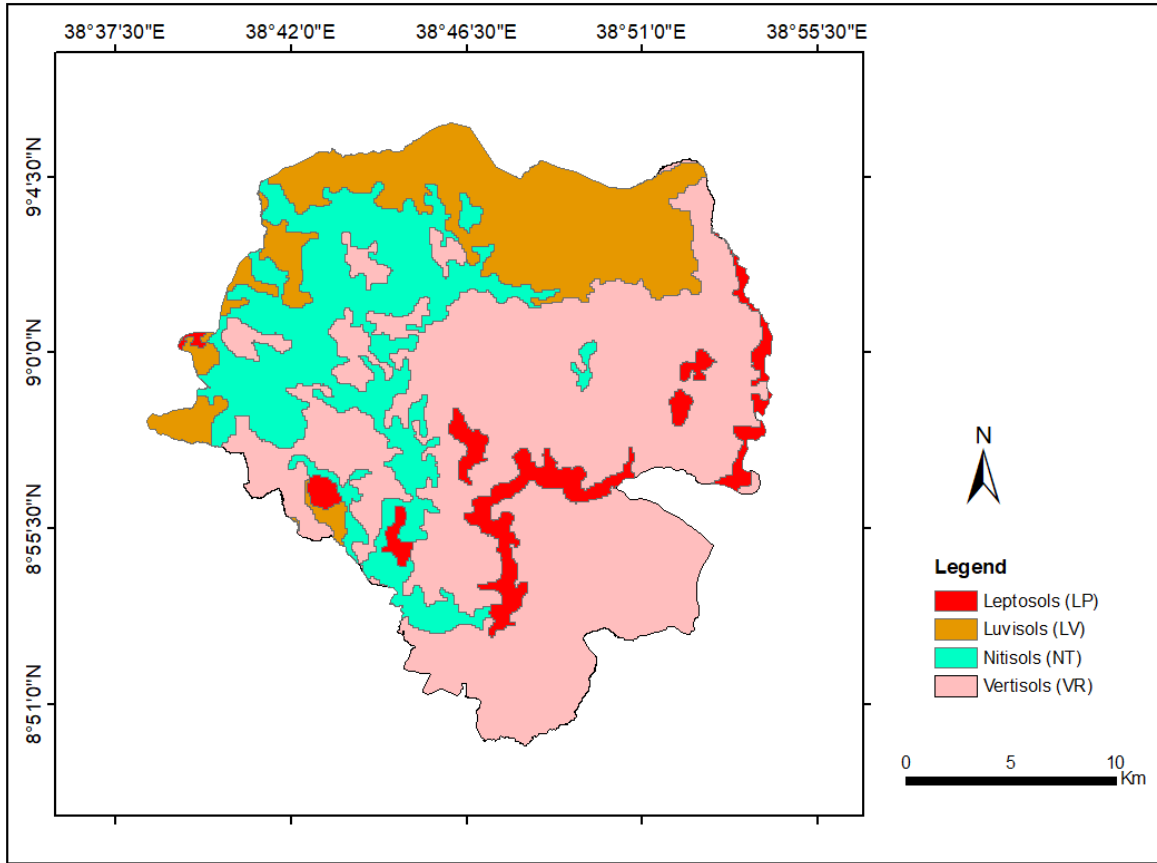 38°37'30"E 38°42'0"E 38°46'30"E 38°51'0"E 38°55'30"E
9°4'30"N
9°0'0"N
8°55'30"N
8°51'0"N
N
Legend
Leptosols (LP)
Luvisols (LV)
Nitisols (NT)
Vertisols (VR)
0 5 10
Km